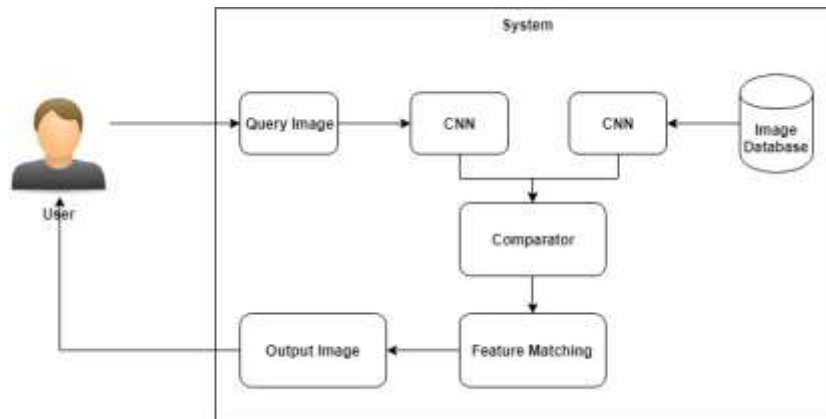 System
Query Image
CNN
CNN
Image
Database
User
Comparator
Output Image
Feature Matching